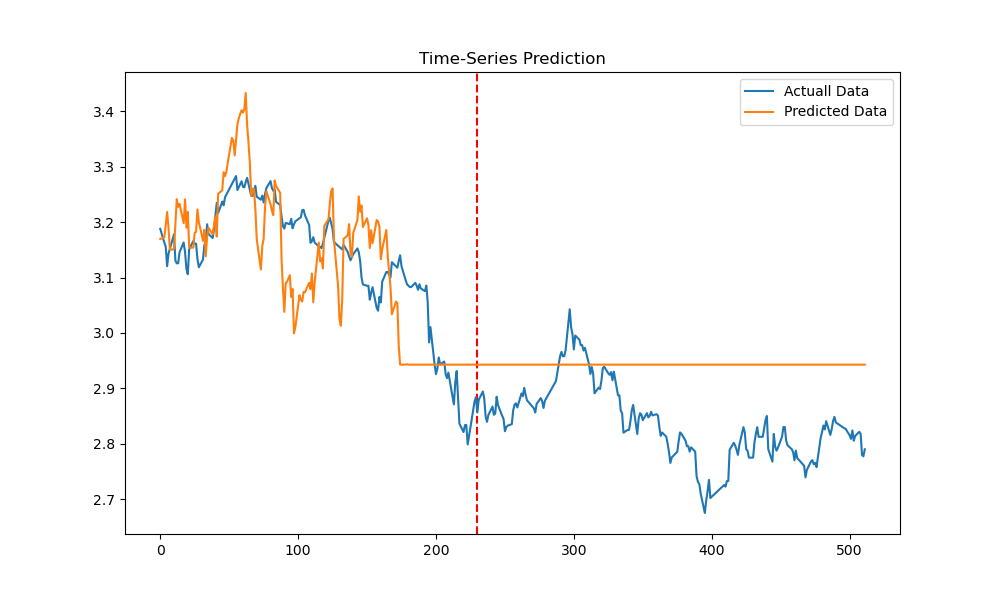 Time-Series Prediction
Actuall Data
Predicted Data
3.4
3.3
3.2
3.1
3.0
2.9
2.8
2.7
0 100 200 300 400 500